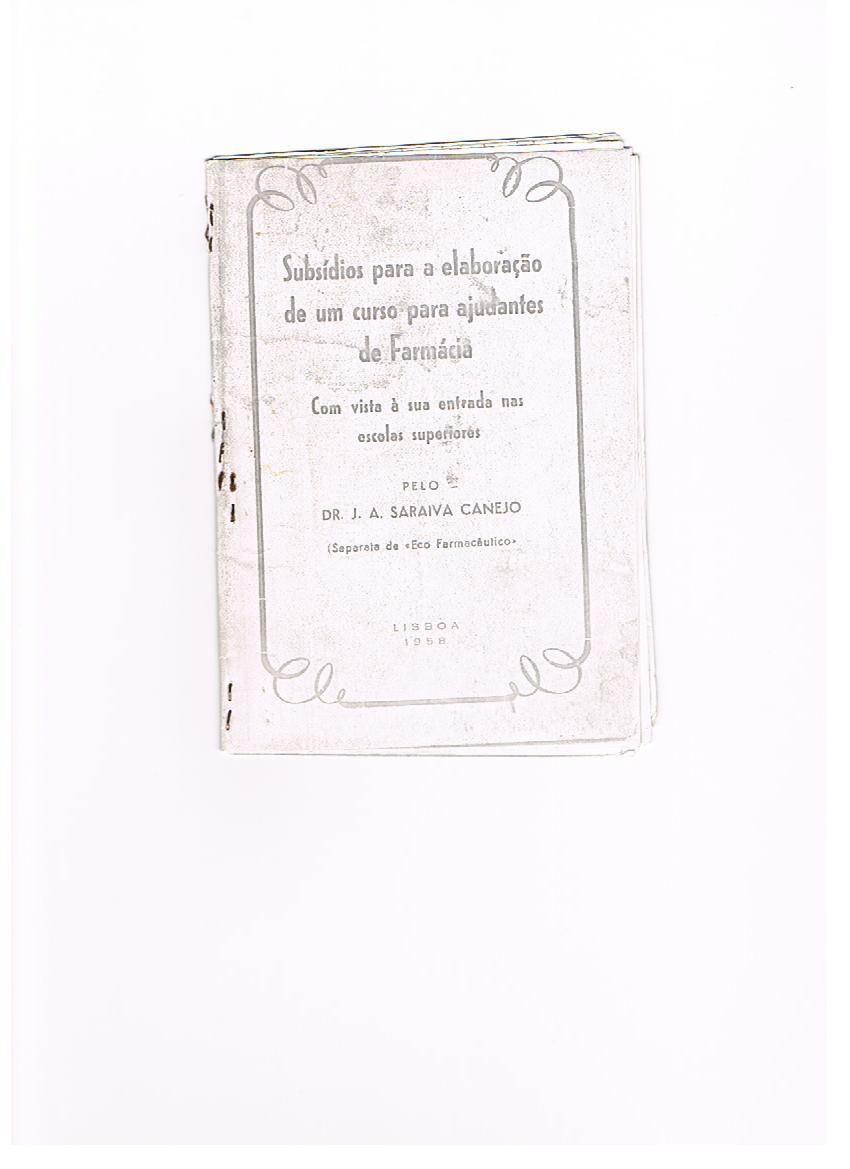 Subsídios para a elaboração
de um curso para ajudantes
de Farmácia
Com vista à sua entrada nas
escolas superiores
PELO
DR. J. A. SARAIVA CANEJO
(Separata de «Eco Farmacêutico»
LISBOA
1958